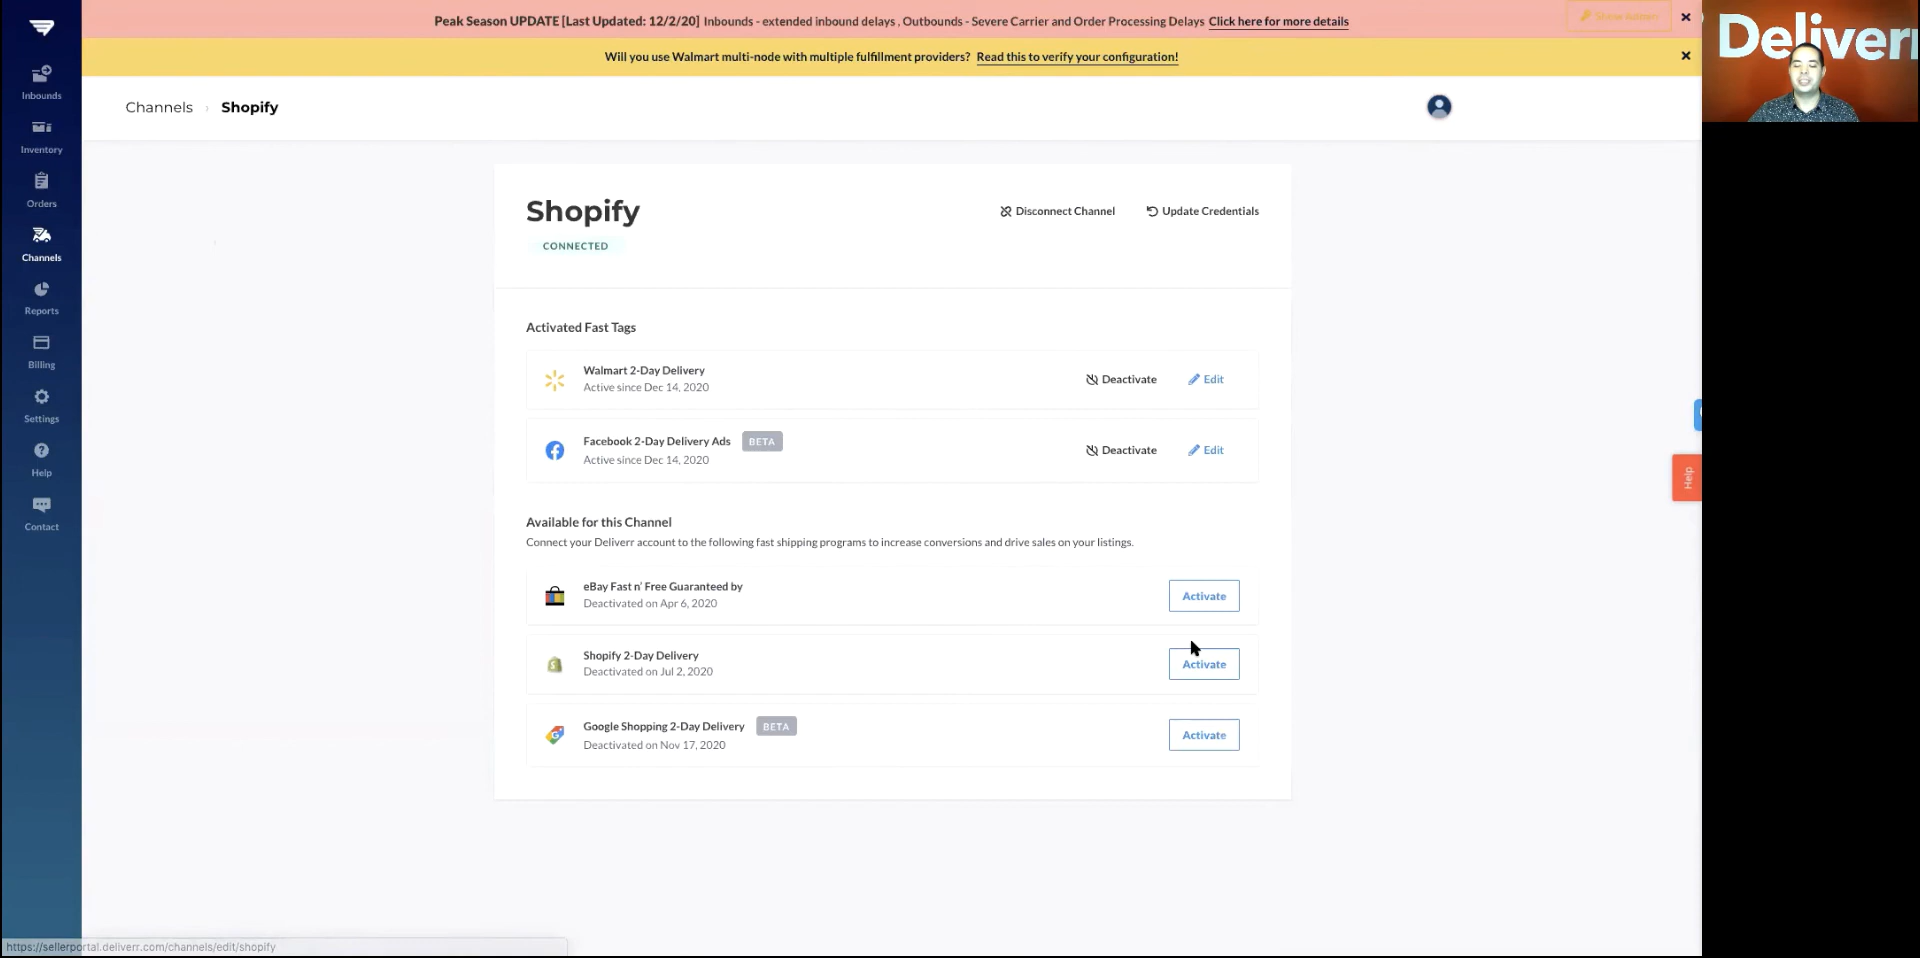 Peak Season UPDATE [Last Updated: 12/2/20] Inbounds - extended inbound delays , Outbounds - Severe Carrier and Order Processing Delays Click here for more details
Show Admin
Deliverr
Will you use Walmart multi-node with multiple fulfillment providers? Read this to verify your configuration!
Channels › Shopify
Inbounds
Inventory
Orders
Channels
Reports
Billing
Settings
Help
Contact
Shopify
Disconnect Channel
Update Credentials
CONNECTED
Activated Fast Tags
Walmart 2-Day Delivery
Active since Dec 14, 2020
Deactivate
Edit
Facebook 2-Day Delivery Ads BETA
Active since Dec 14, 2020
Deactivate
Edit
Help
Available for this Channel
Connect your Deliverr account to the following fast shipping programs to increase conversions and drive sales on your listings.
eBay Fast n' Free Guaranteed by
Deactivated on Apr 6, 2020
Activate
Shopify 2-Day Delivery
Deactivated on Jul 2, 2020
Activate
Google Shopping 2-Day Delivery BETA
Deactivated on Nov 17, 2020
Activate
https://sellerportal.deliverr.com/channels/edit/shopify